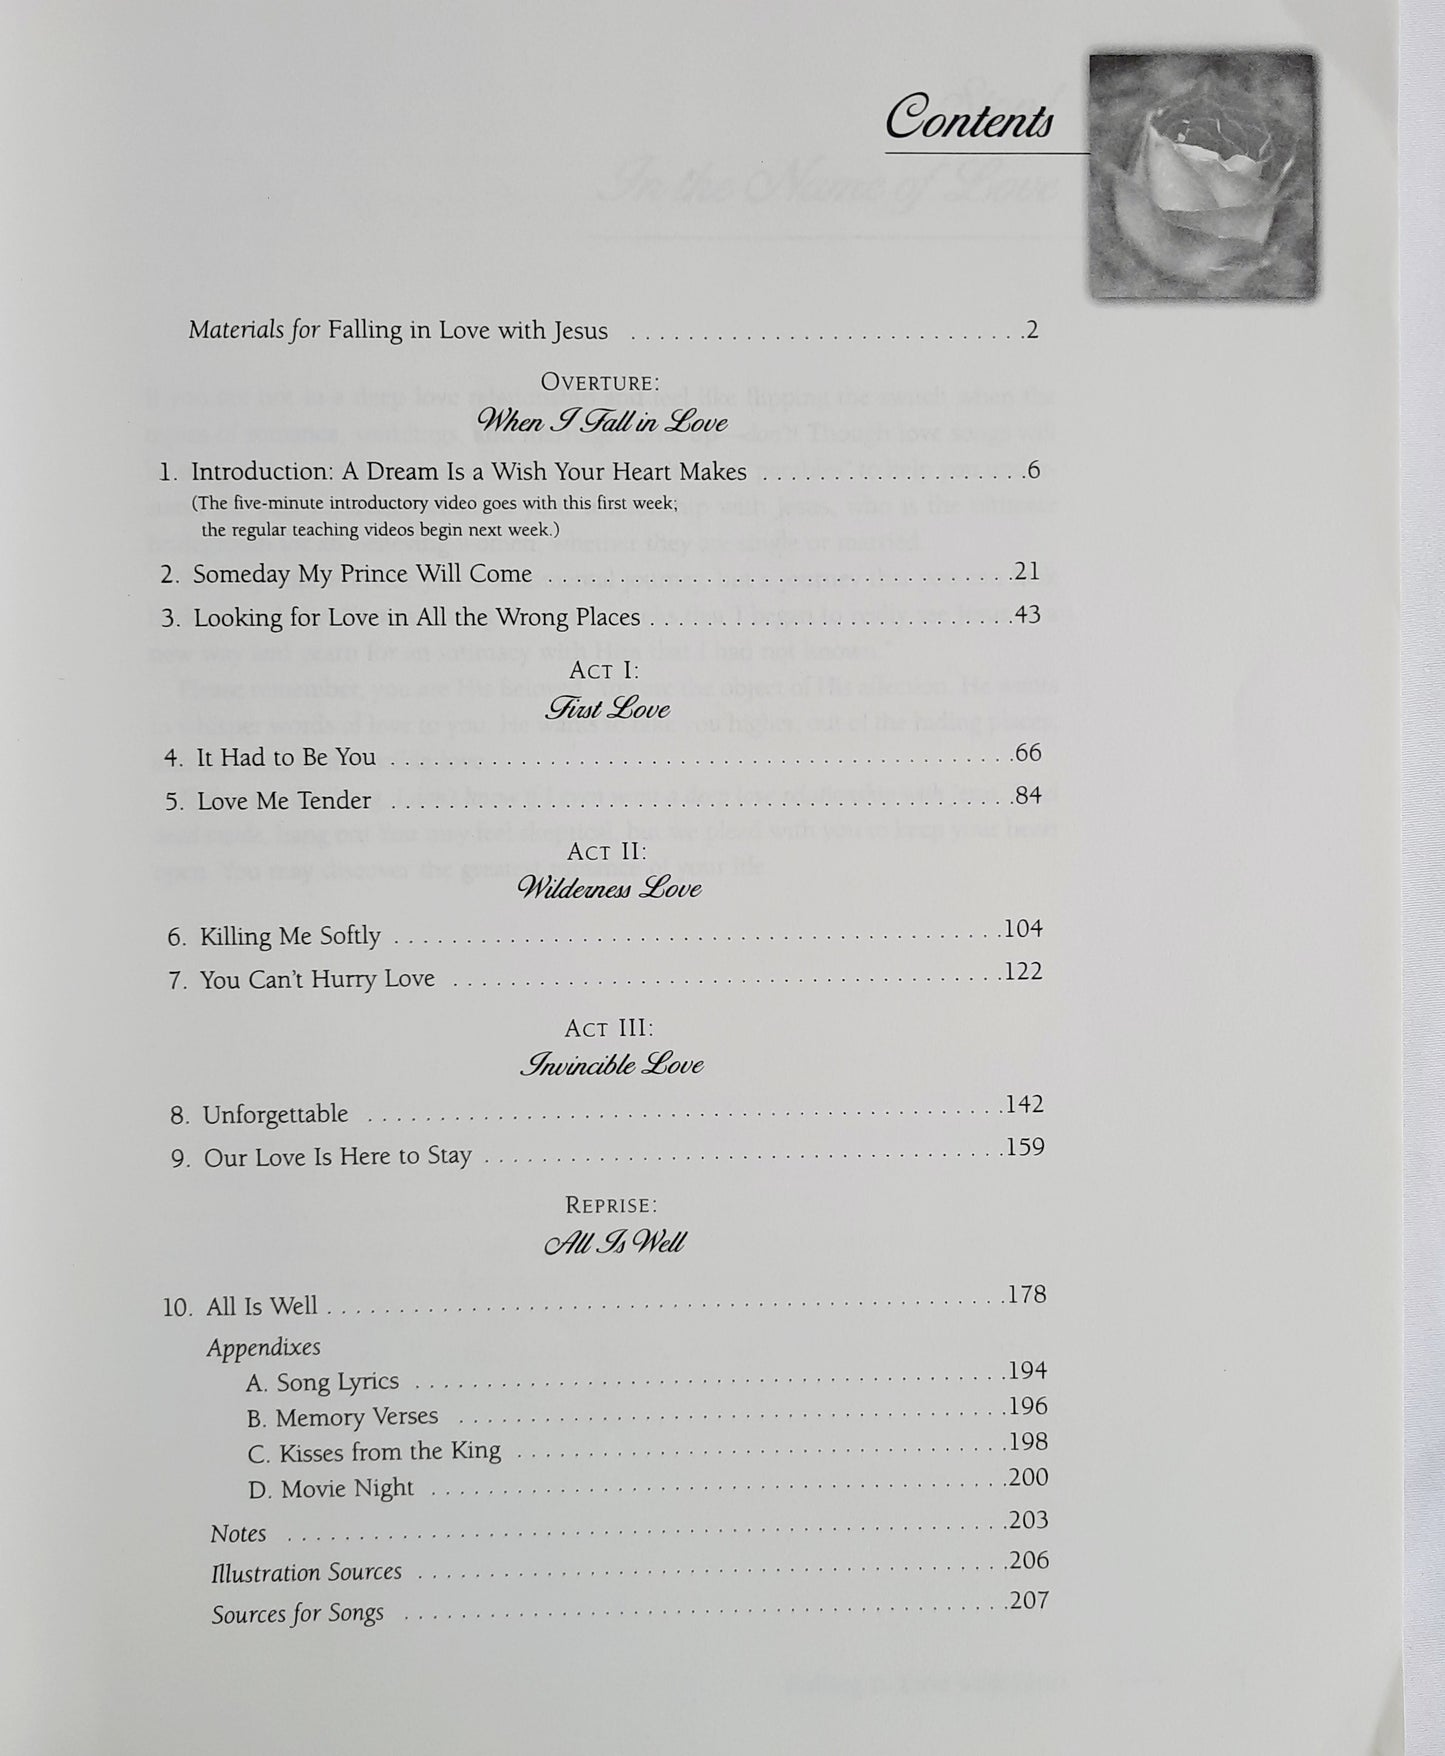 Contents
Materials for Falling in Love with Jesus . . . . . . . . . . . . . . . . . . . . . . . . . . . .2
OVERTURE:
When I Fall in Love
1. Introduction: A Dream Is a Wish Your Heart Makes . . . . . . . . . . . . . . . . . . .6
(The five-minute introductory video goes with this first week;
the regular teaching videos begin next week.)
2. Someday My Prince Will Come . . . . . . . . . . . . . . . . . . . . . . . . . . . . . . . . .21
3. Looking for Love in All the Wrong Places . . . . . . . . . . . . . . . . . . . . . . . . . .43
ACT I:
First Love
4. It Had to Be You . . . . . . . . . . . . . . . . . . . . . . . . . . . . . . . . . . . . . . . . . . . .66
5. Love Me Tender . . . . . . . . . . . . . . . . . . . . . . . . . . . . . . . . . . . . . . . . . . . .84
ACT II:
Wilderness Love
6. Killing Me Softly . . . . . . . . . . . . . . . . . . . . . . . . . . . . . . . . . . . . . . . . . . .104
7. You Can't Hurry Love . . . . . . . . . . . . . . . . . . . . . . . . . . . . . . . . . . . . . . .122
ACT III:
Invincible Love
8. Unforgettable . . . . . . . . . . . . . . . . . . . . . . . . . . . . . . . . . . . . . . . . . . . . .142
9. Our Love Is Here to Stay . . . . . . . . . . . . . . . . . . . . . . . . . . . . . . . . . . . . .159
REPRISE:
All Is Well
10. All Is Well . . . . . . . . . . . . . . . . . . . . . . . . . . . . . . . . . . . . . . . . . . . . . . . .178
Appendixes
A. Song Lyrics . . . . . . . . . . . . . . . . . . . . . . . . . . . . . . . . . . . . . . . . . .194
B. Memory Verses . . . . . . . . . . . . . . . . . . . . . . . . . . . . . . . . . . . . . . .196
C. Kisses from the King . . . . . . . . . . . . . . . . . . . . . . . . . . . . . . . . . . .198
D. Movie Night . . . . . . . . . . . . . . . . . . . . . . . . . . . . . . . . . . . . . . . . .200
Notes . . . . . . . . . . . . . . . . . . . . . . . . . . . . . . . . . . . . . . . . . . . . . . . . . . .203
Illustration Sources . . . . . . . . . . . . . . . . . . . . . . . . . . . . . . . . . . . . . . . . . .206
Sources for Songs . . . . . . . . . . . . . . . . . . . . . . . . . . . . . . . . . . . . . . . . . . .207